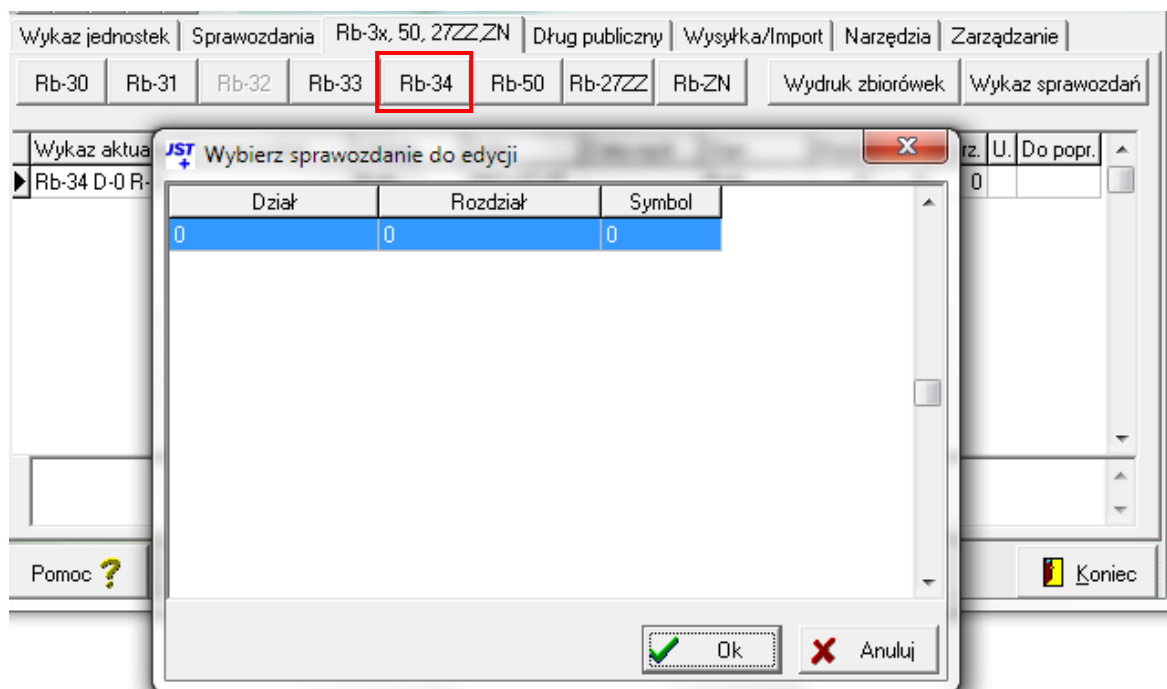 Wykaz jednostek Sprawozdania Rb-3x, 50, 27ZZ,ZN Dług publiczny Wysyłka/Import Narzędzia Zarządzanie
Rb-30 Rb-31 Rb-32 Rb-33 Rb-34 Rb-50 Rb-27ZZ Rb-ZN Wydruk zbiorówek Wykaz sprawozdań
JST+ Wybierz sprawozdanie do edycji
Wykaz aktua rz. U. Do popr.
Rb-34 D-0 R- 0
Dział Rozdział Symbol
0 0 0
Pomoc ? Koniec
Ok Anuluj